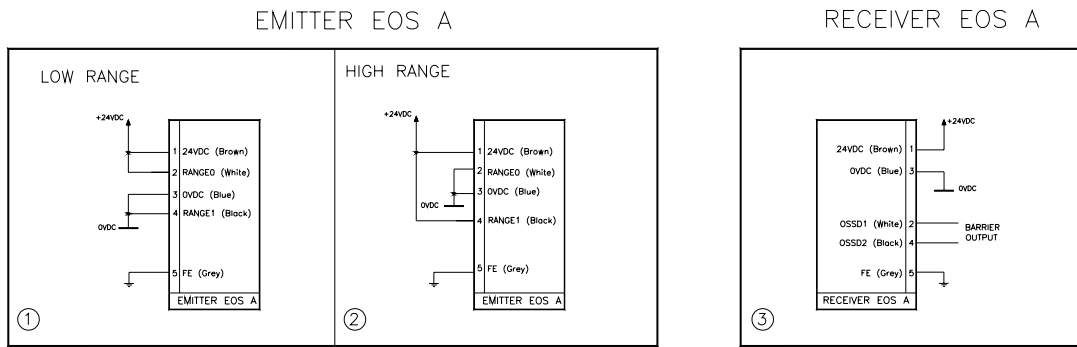 EMITTER EOS A
LOW RANGE
+24VDC
1 24VDC (Brown)
2 RANGE0 (White)
3 0VDC (Blue)
4 RANGE1 (Black)
0VDC
5 FE (Grey)
EMITTER EOS A
1
HIGH RANGE
+24VDC
1 24VDC (Brown)
2 RANGE0 (White)
3 0VDC (Blue)
0VDC
4 RANGE1 (Black)
5 FE (Grey)
EMITTER EOS A
2
RECEIVER EOS A
+24VDC
24VDC (Brown) 1
0VDC (Blue) 3
0VDC
OSSD1 (White) 2
OSSD2 (Black) 4
BARRIER
OUTPUT
FE (Grey) 5
RECEIVER EOS A
3